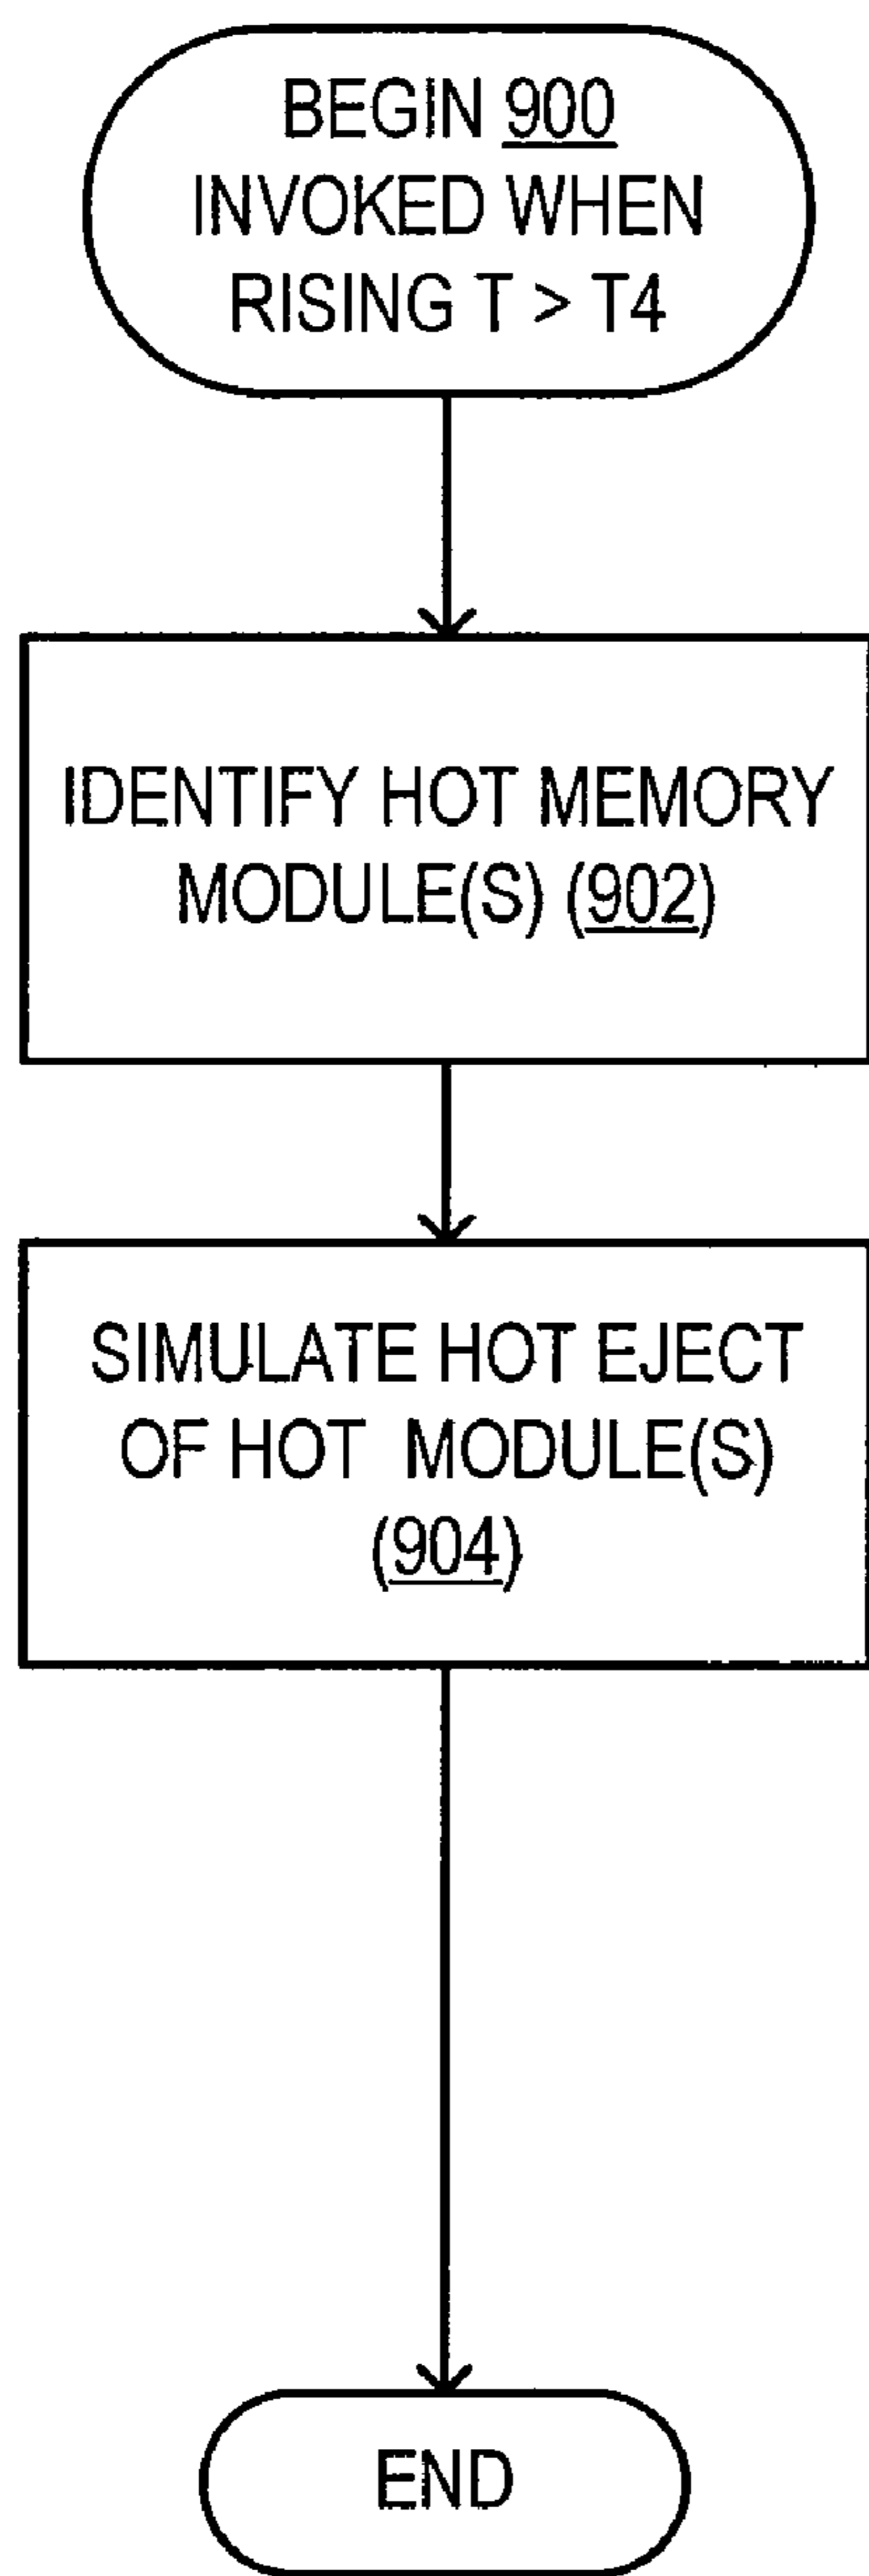 BEGIN 900
INVOKED WHEN
RISING T > T4
IDENTIFY HOT MEMORY
MODULE(S) (902)
SIMULATE HOT EJECT
OF HOT MODULE(S)
(904)
END